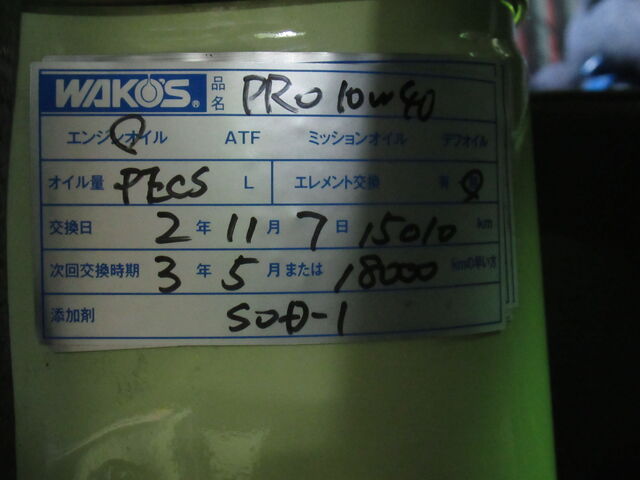 WAKO'S® 品名 PRO 10W40
エンジンオイル ATF ミッションオイル デフオイル
オイル量 PECS L エレメント交換 有
交換日 2年 11月 7日 15010 km
次回交換時期 3年 5月または 18000 kmの早い方
添加剤 SOD-1